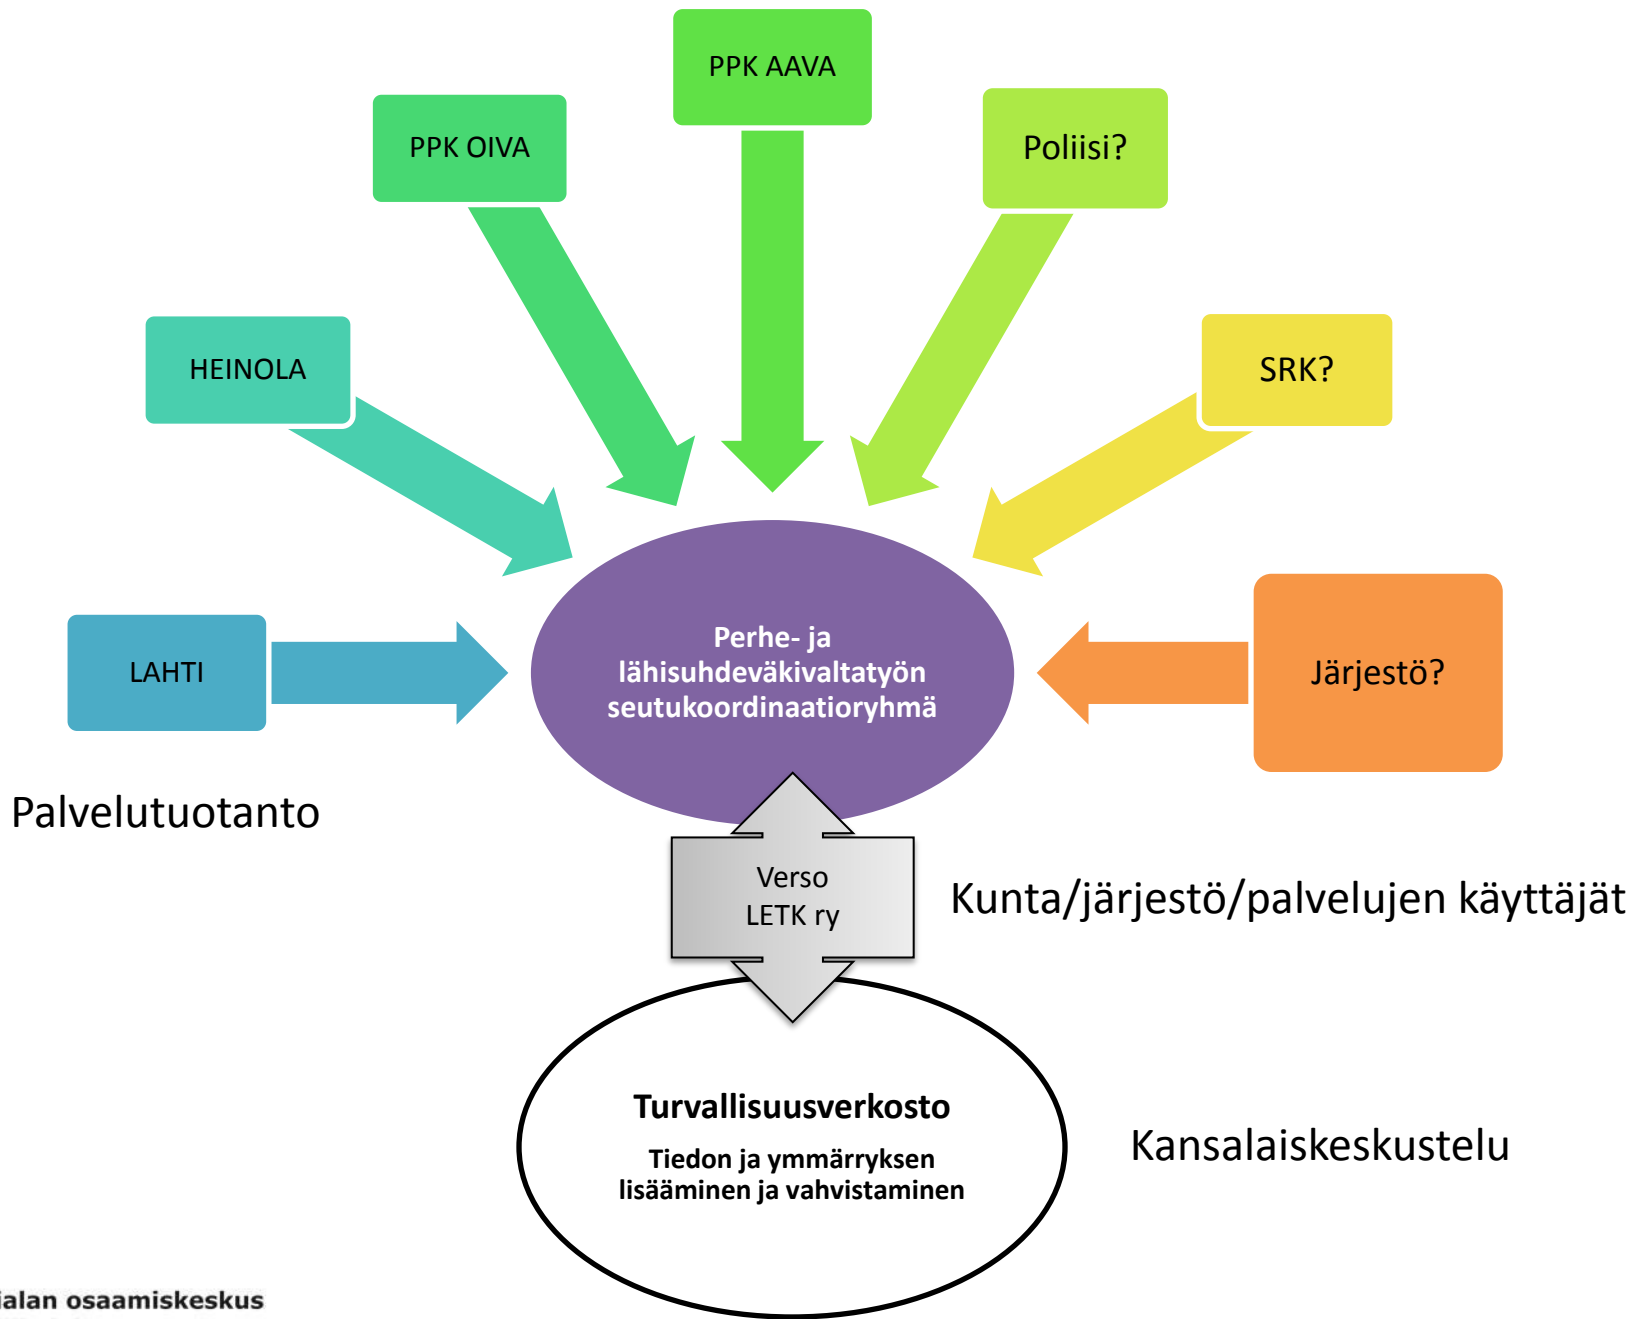 PPK AAVA
PPK OIVA
Poliisi?
HEINOLA
SRK?
LAHTI
Perhe- ja
lähisuhdeväkivaltatyön
seutukoordinaatioryhmä
Järjestö?
Palvelutuotanto
Verso
LETK ry
Kunta/järjestö/palvelujen käyttäjät
Turvallisuusverkosto
Tiedon ja ymmärryksen
lisääminen ja vahvistaminen
Kansalaiskeskustelu
ialan osaamiskeskus